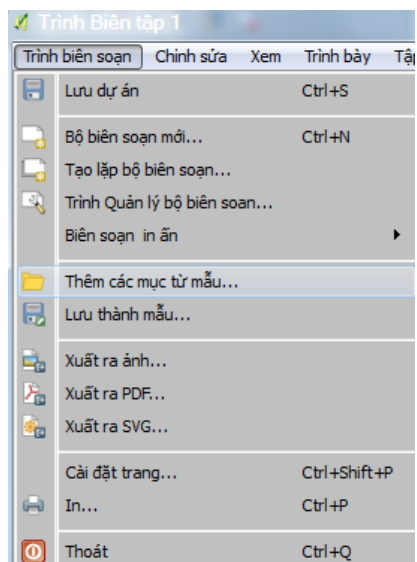 Trình Biên tập 1
Trình biên soạn Chinh sửa Xem Trình bày Tập
Lưu dự án Ctrl+S
Bộ biên soạn mới... Ctrl+N
Tạo lặp bộ biên soạn...
Trình Quản lý bộ biên soan...
Biên soạn in ấn
Thêm các mục từ mẫu...
Lưu thành mẫu...
Xuất ra ảnh...
Xuất ra PDF...
Xuất ra SVG...
Cài đặt trang... Ctrl+Shift+P
In... Ctrl+P
Thoát Ctrl+Q